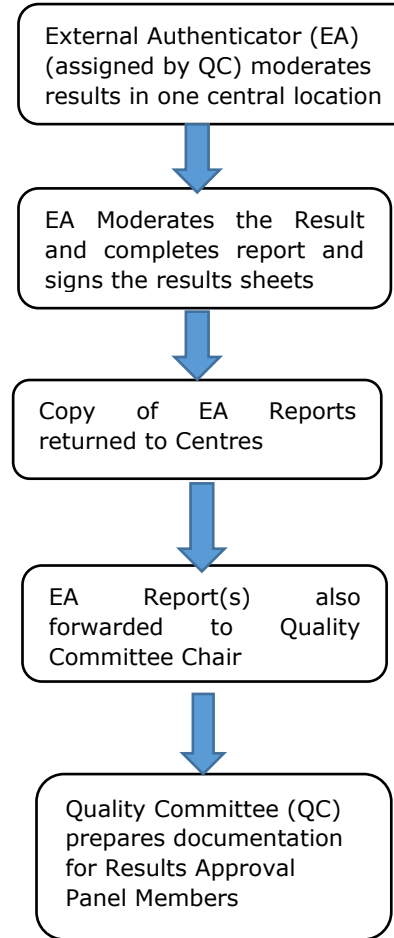 External Authenticator (EA)
(assigned by QC) moderates
results in one central location
EA Moderates the Result
and completes report and
signs the results sheets
Copy of EA Reports
returned to Centres
EA Report(s) also
forwarded to Quality
Committee Chair
Quality Committee (QC)
prepares documentation
for Results Approval
Panel Members